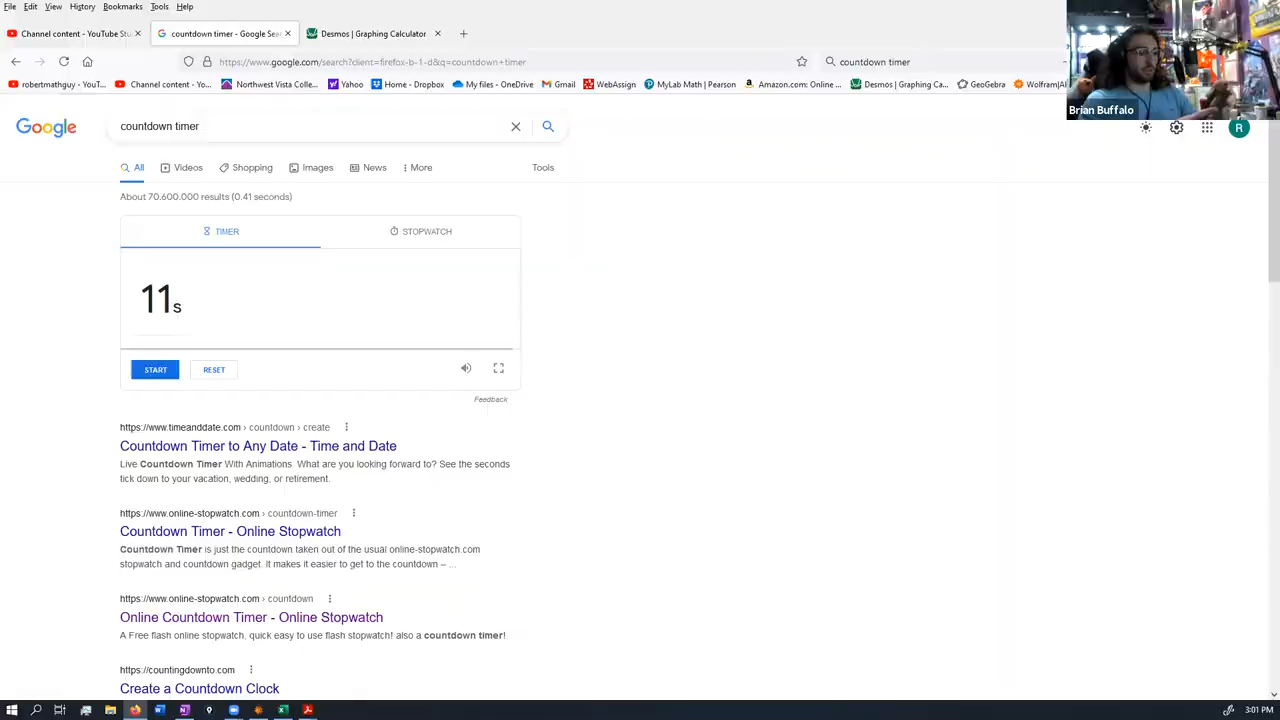 File Edit View History Bookmarks Tools Help
Channel content - YouTube Stu
countdown timer - Google Sea
Desmos | Graphing Calculator
https://www.google.com/search?client=firefox-b-1-d&q=countdown+timer
countdown timer
robertmathguy - YouT... Channel content - You... Northwest Vista Colle... Yahoo Home - Dropbox My files - OneDrive Gmail WebAssign MyLab Math | Pearson Amazon.com: Online ... Desmos | Graphing Ca... GeoGebra Wolfram|A
Brian Buffalo
Google
countdown timer
R
All Videos Shopping Images News More Tools
About 70,600,000 results (0.41 seconds)
TIMER STOPWATCH
11s
START RESET
Feedback
https://www.timeanddate.com › countdown › create
Countdown Timer to Any Date - Time and Date
Live Countdown Timer With Animations. What are you looking forward to? See the seconds
tick down to your vacation, wedding, or retirement.
https://www.online-stopwatch.com › countdown-timer
Countdown Timer - Online Stopwatch
Countdown Timer is just the countdown taken out of the usual online-stopwatch.com
stopwatch and countdown gadget. It makes it easier to get to the countdown – ...
https://www.online-stopwatch.com › countdown
Online Countdown Timer - Online Stopwatch
A Free flash online stopwatch, quick easy to use flash stopwatch! also a countdown timer!
https://countingdownto.com
Create a Countdown Clock
3:01 PM